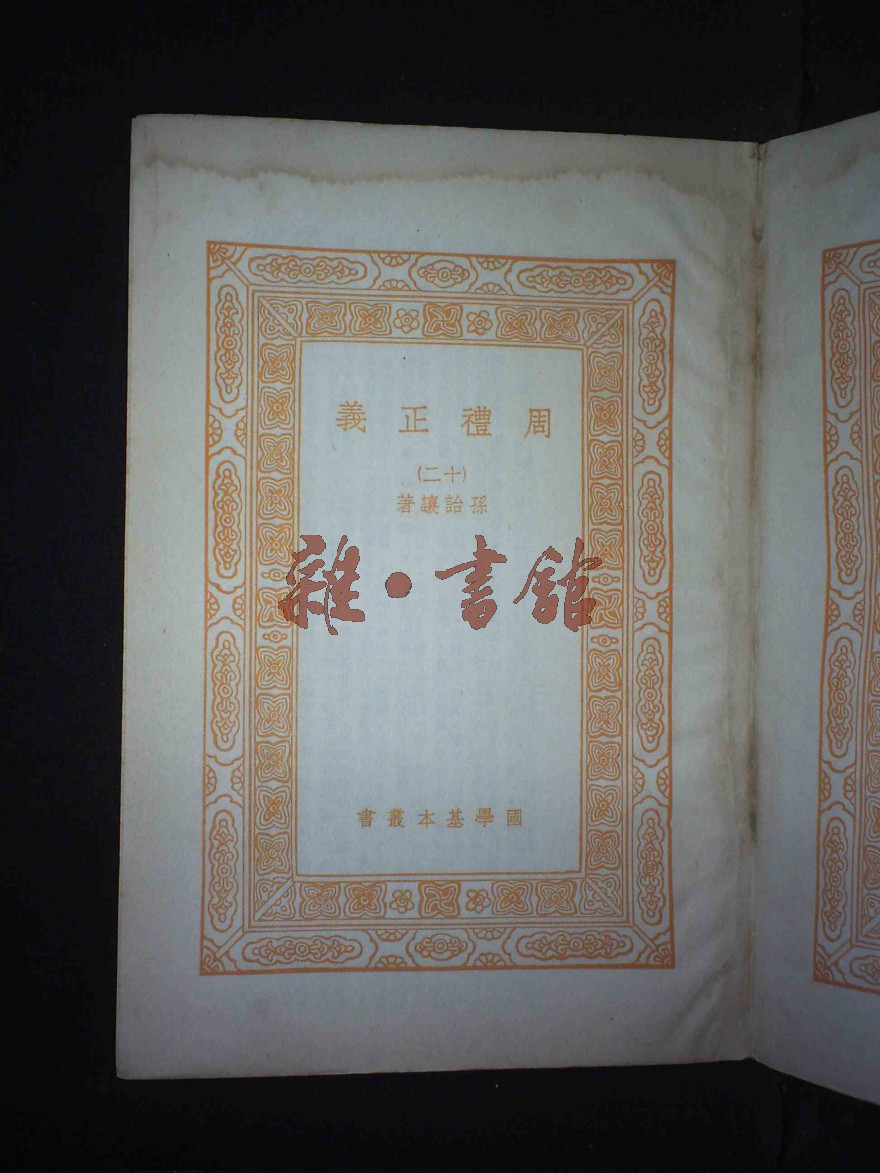 周禮正義
(十二)
孫詒讓著
雜·書館
國學基本叢書